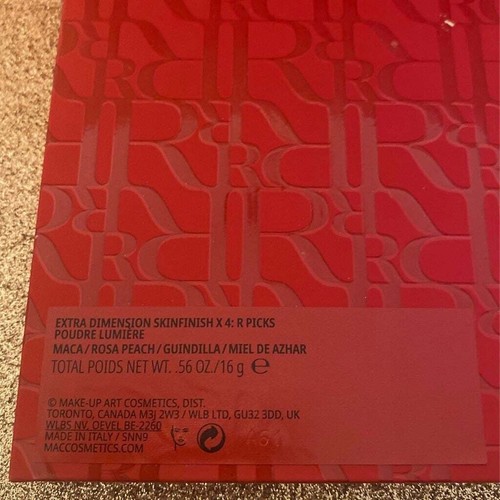 EXTRA DIMENSION SKINFINISH X 4: R PICKS
POUDRE LUMIÈRE
MACA / ROSA PEACH / GUINDILLA / MIEL DE AZHAR
TOTAL POIDS NET WT. .56 OZ./16 g ℮
© MAKE-UP ART COSMETICS, DIST.
TORONTO, CANADA M3J 2W3 / WLB LTD, GU32 3DD, UK
WLBS NV, OEVEL BE-2260
MADE IN ITALY / SNN9
MACCOSMETICS.COM